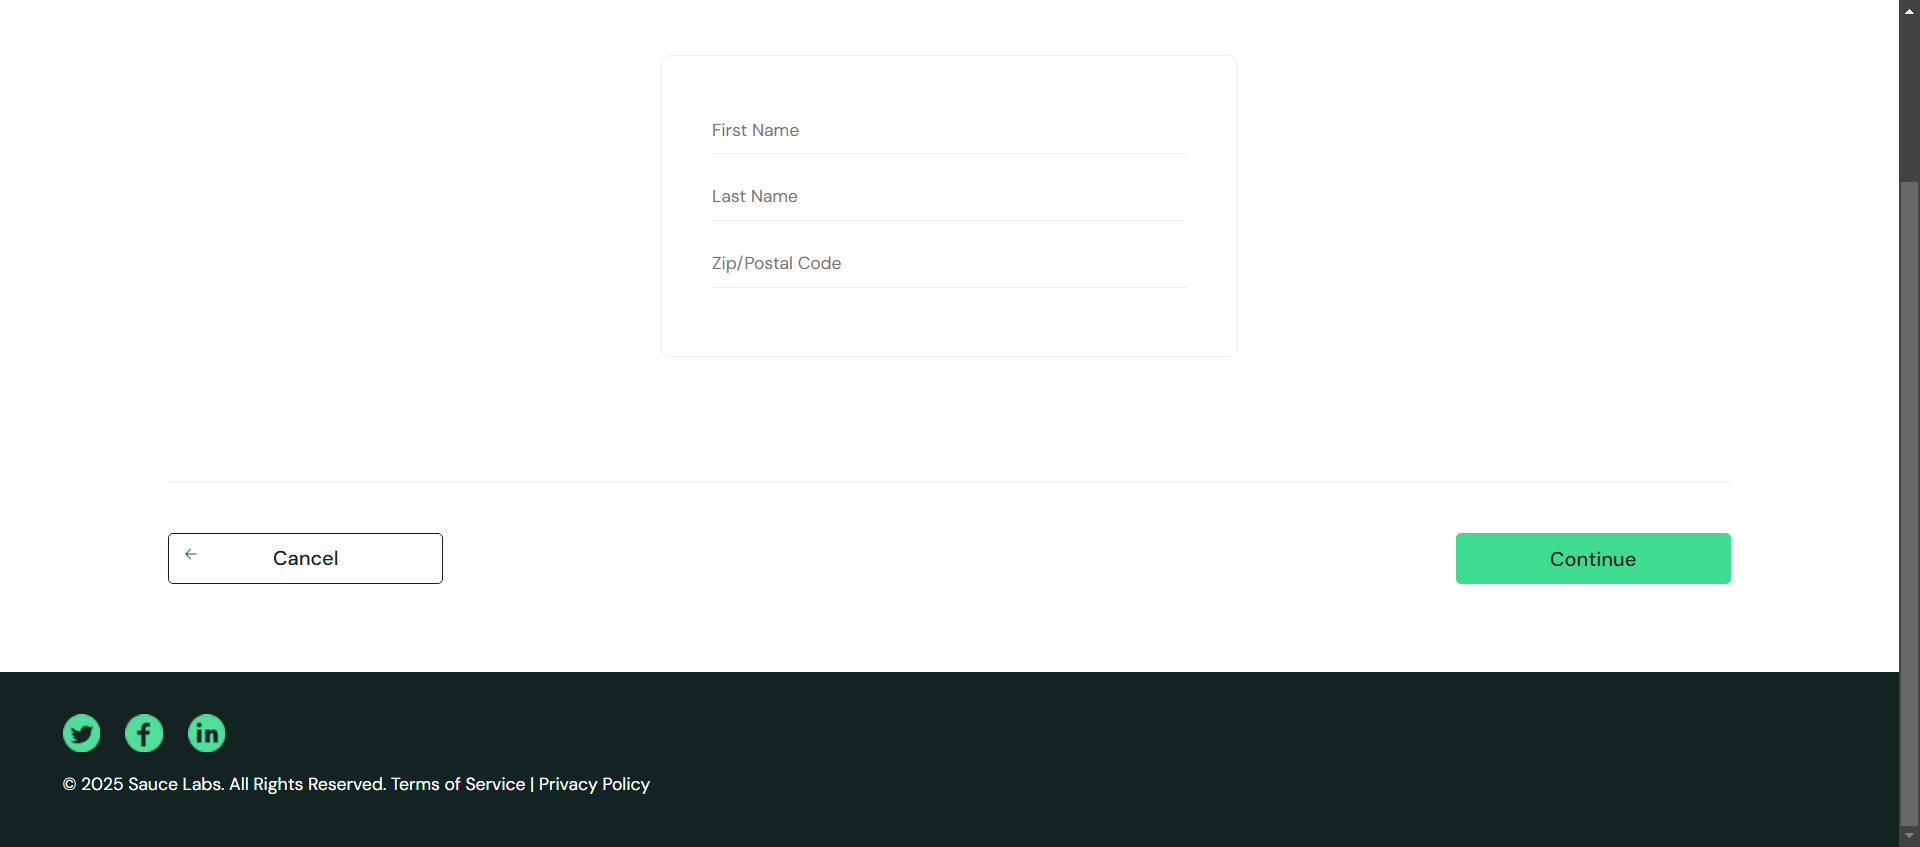 First Name
Last Name
Zip/Postal Code
Cancel
Continue
© 2025 Sauce Labs. All Rights Reserved. Terms of Service | Privacy Policy